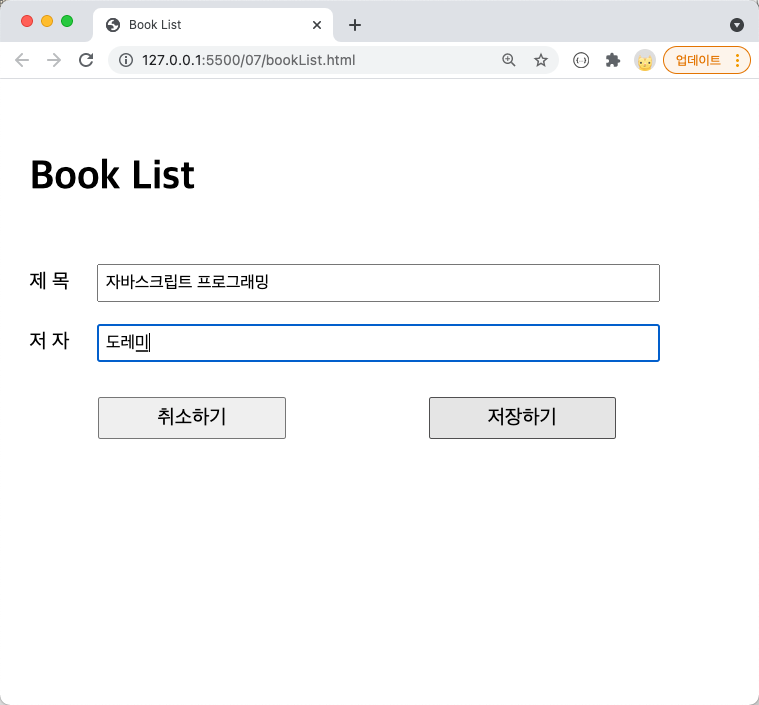 Book List
127.0.0.1:5500/07/bookList.html
업데이트
Book List
제 목 자바스크립트 프로그래밍
저 자 도레미
취소하기 저장하기